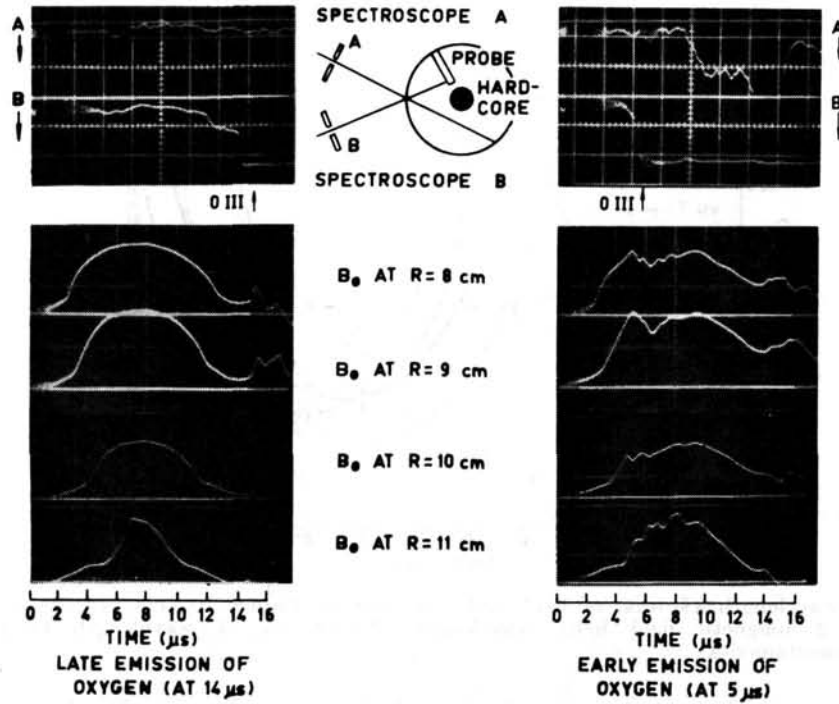 SPECTROSCOPE A
A
B
A
B
PROBE
HARD-
CORE
SPECTROSCOPE B
A
B
O III
O III
Bθ AT R= 8 cm
Bθ AT R= 9 cm
Bθ AT R= 10 cm
Bθ AT R= 11 cm
0 2 4 6 8 10 12 14 16
TIME (μs)
LATE EMISSION OF
OXYGEN (AT 14 μs)
0 2 4 6 8 10 12 14 16
TIME (μs)
EARLY EMISSION OF
OXYGEN (AT 5 μs)